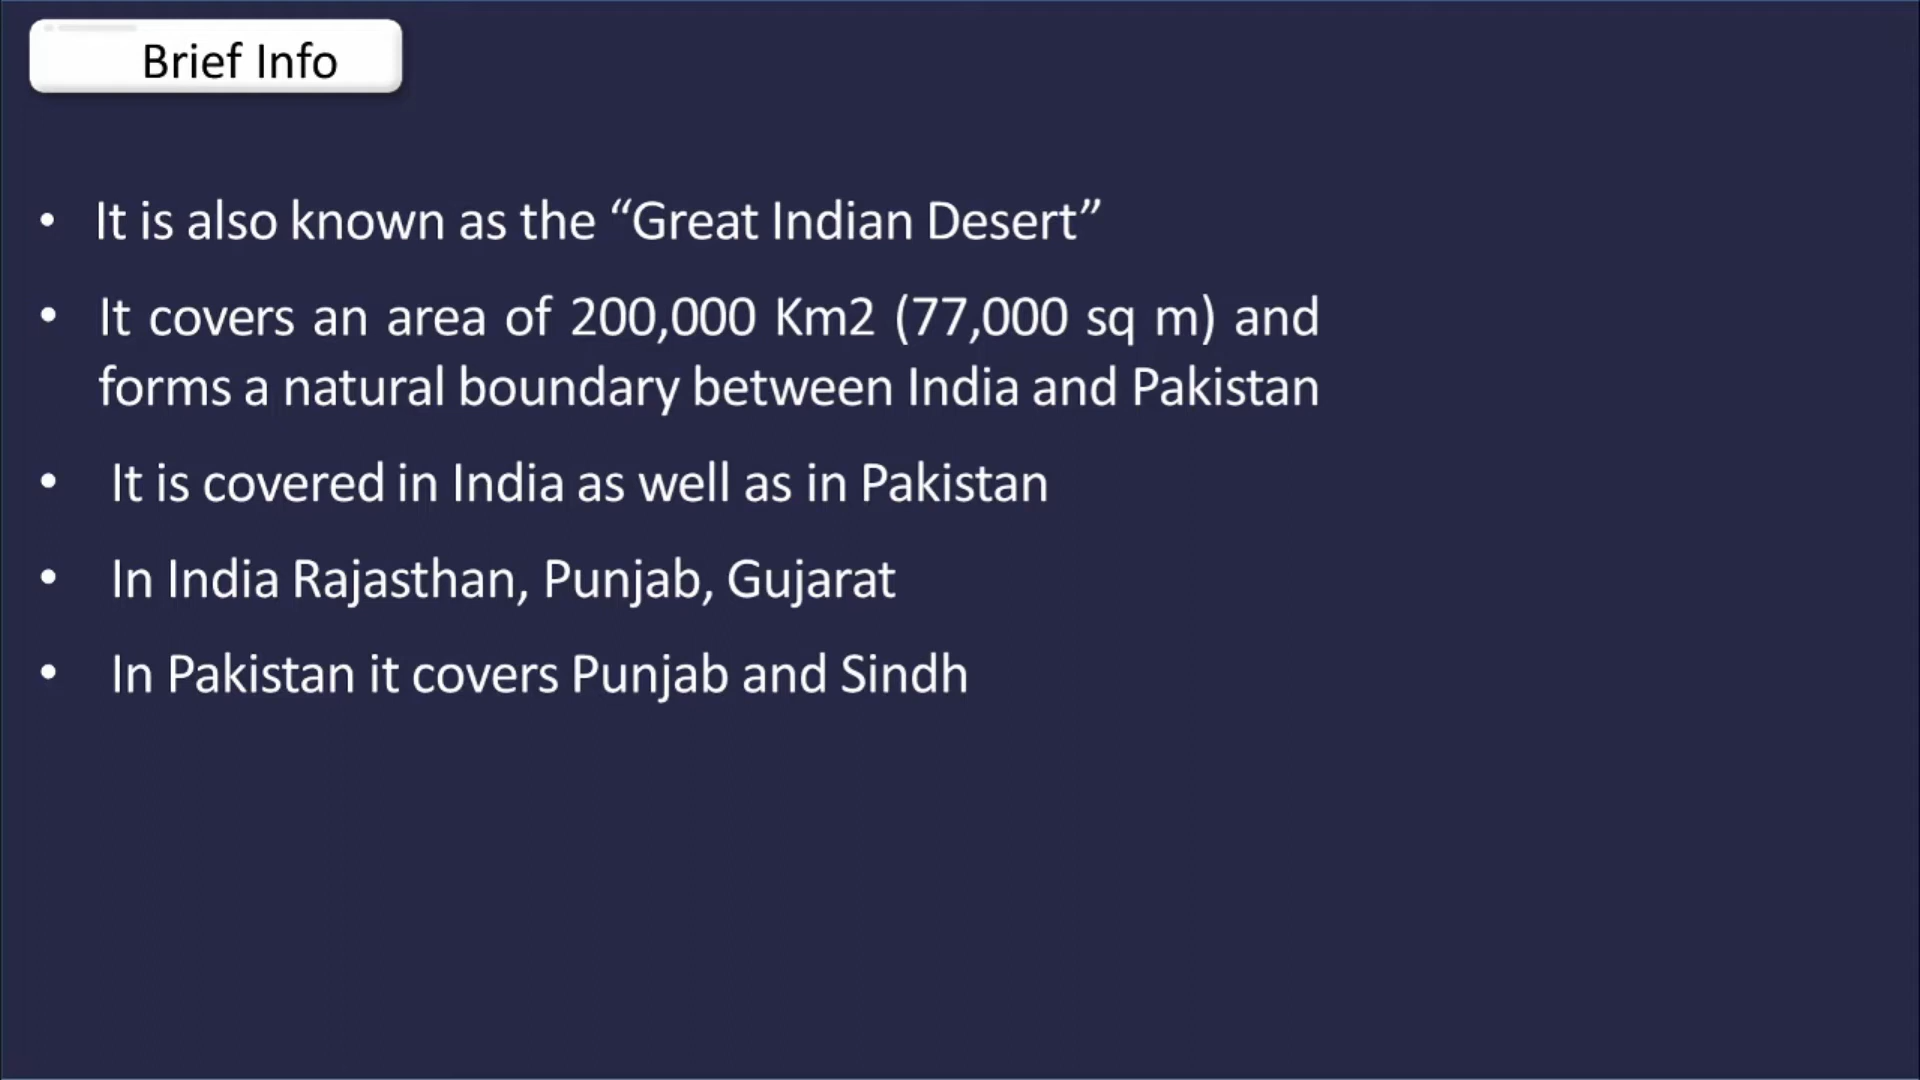 Brief Info
• It is also known as the “Great Indian Desert”
• It covers an area of 200,000 Km2 (77,000 sq m) and
forms a natural boundary between India and Pakistan
• It is covered in India as well as in Pakistan
• In India Rajasthan, Punjab, Gujarat
• In Pakistan it covers Punjab and Sindh